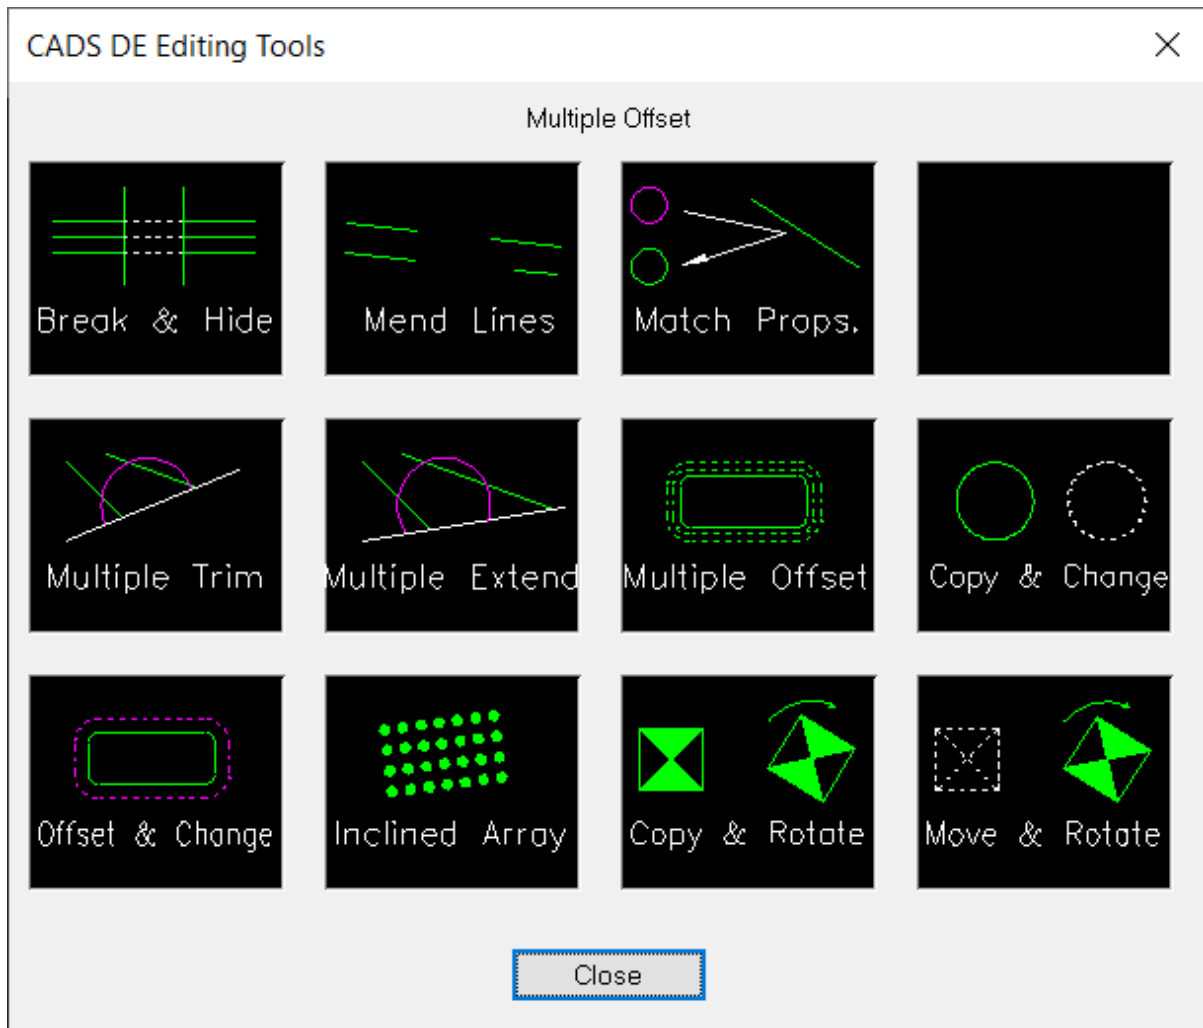 CADS DE Editing Tools
Multiple Offset
Break & Hide
Mend Lines
Match Props.
Multiple Trim
Multiple Extend
Multiple Offset
Copy & Change
Offset & Change
Inclined Array
Copy & Rotate
Move & Rotate
Close